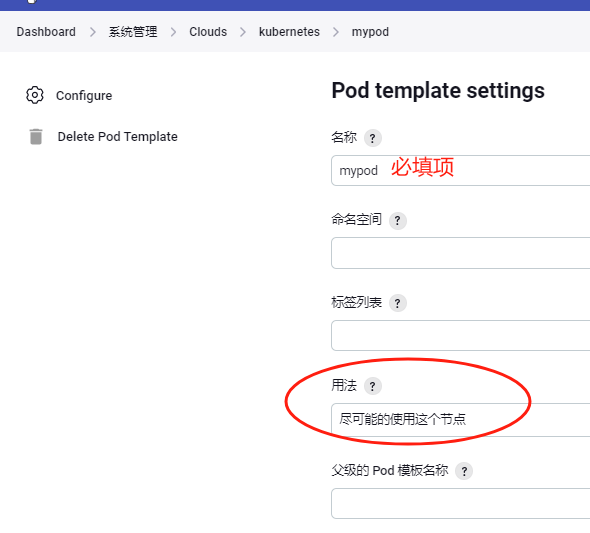 Dashboard > 系统管理 > Clouds > kubernetes > mypod
Configure
Delete Pod Template
Pod template settings
名称 ?
mypod 必填项
命名空间 ?
标签列表 ?
用法 ?
尽可能的使用这个节点
父级的 Pod 模板名称 ?